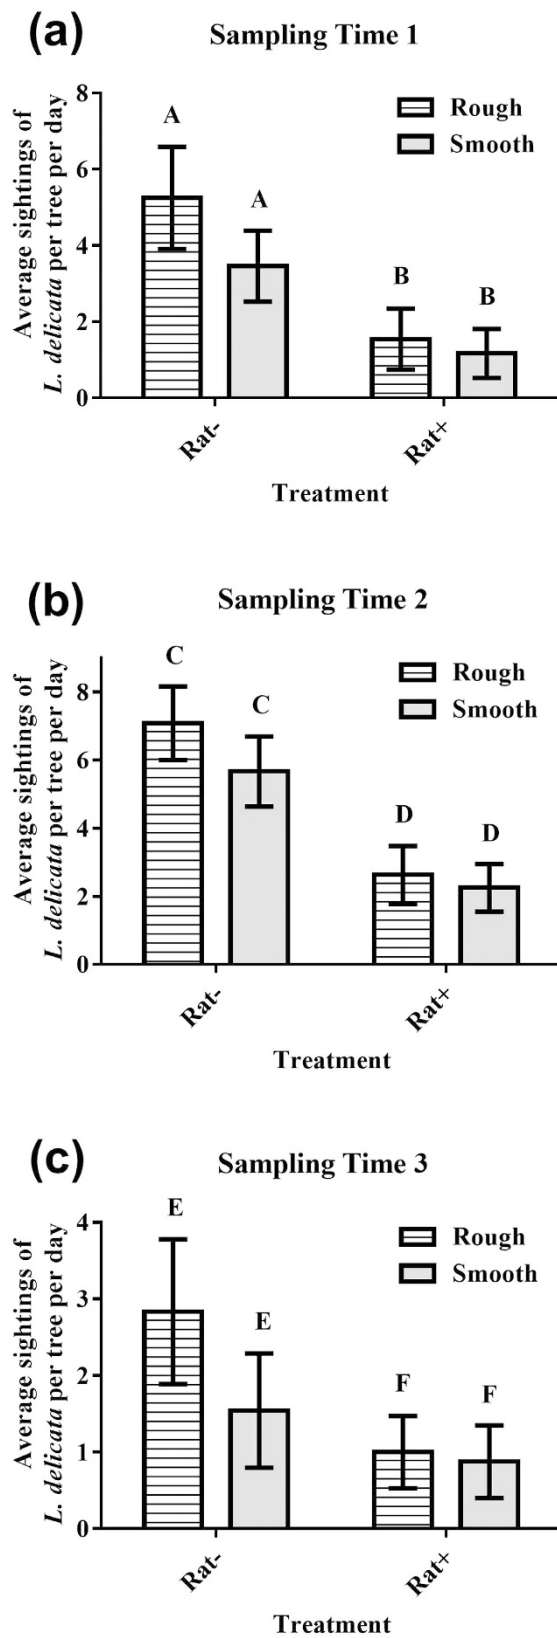 (a)
Sampling Time 1
Average sightings of
L. delicata per tree per day
8
6
4
2
0
A
A
B
B
Rough
Smooth
Rat-
Rat+
Treatment
(b)
Sampling Time 2
Average sightings of
L. delicata per tree per day
8
6
4
2
0
C
C
D
D
Rough
Smooth
Rat-
Rat+
Treatment
(c)
Sampling Time 3
Average sightings of
L. delicata per tree per day
4
3
2
1
0
E
E
F
F
Rough
Smooth
Rat-
Rat+
Treatment